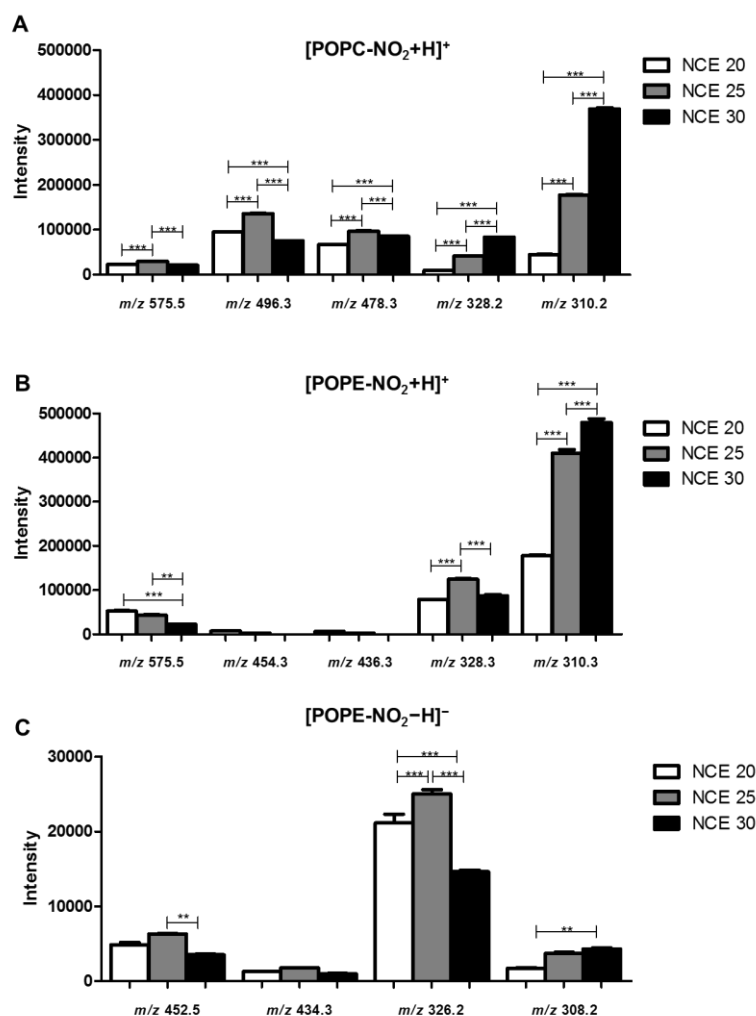 A
[POPC-NO₂+H]⁺
500000
400000
300000
200000
100000
0
Intensity
NCE 20
NCE 25
NCE 30
*** *** *** *** *** *** *** *** *** *** *** *** *** ***
m/z 575.5 m/z 496.3 m/z 478.3 m/z 328.2 m/z 310.2
B
[POPE-NO₂+H]⁺
500000
400000
300000
200000
100000
0
Intensity
NCE 20
NCE 25
NCE 30
** *** *** *** *** *** ***
m/z 575.5 m/z 454.3 m/z 436.3 m/z 328.3 m/z 310.3
C
[POPE-NO₂−H]⁻
30000
20000
10000
0
Intensity
NCE 20
NCE 25
NCE 30
** *** *** *** **
m/z 452.5 m/z 434.3 m/z 326.2 m/z 308.2